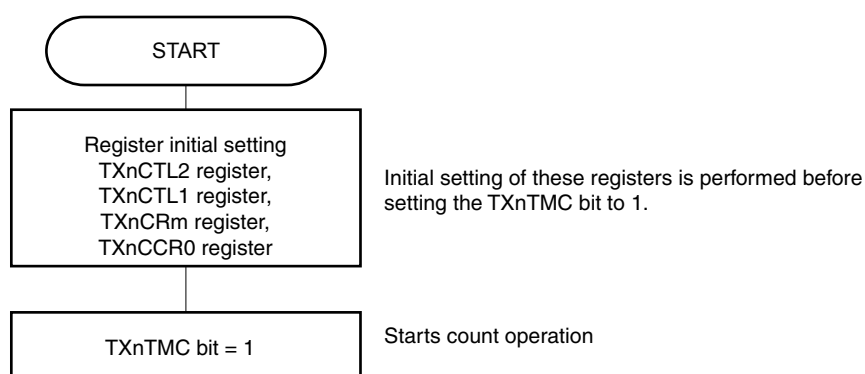 START
Register initial setting
TXnCTL2 register,
TXnCTL1 register,
TXnCRm register,
TXnCCR0 register
Initial setting of these registers is performed before
setting the TXnTMC bit to 1.
TXnTMC bit = 1
Starts count operation